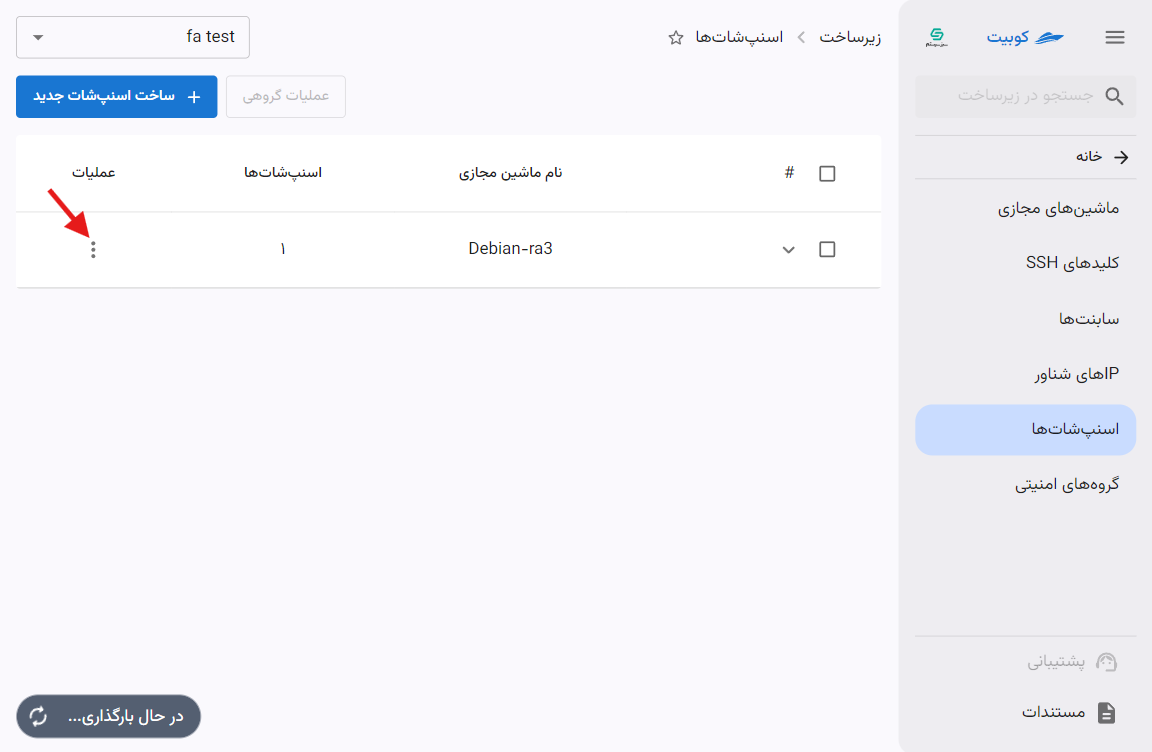 کوبیت
زیرساخت
اسنپ‌شات‌ها
fa test
جستجو در زیرساخت
خانه
ماشین‌های مجازی
کلیدهای SSH
سابنت‌ها
IPهای شناور
اسنپ‌شات‌ها
گروه‌های امنیتی
پشتیبانی
مستندات
عملیات گروهی
ساخت اسنپ‌شات جدید
# نام ماشین مجازی اسنپ‌شات‌ها عملیات
Debian-ra3 ۱
در حال بارگذاری...